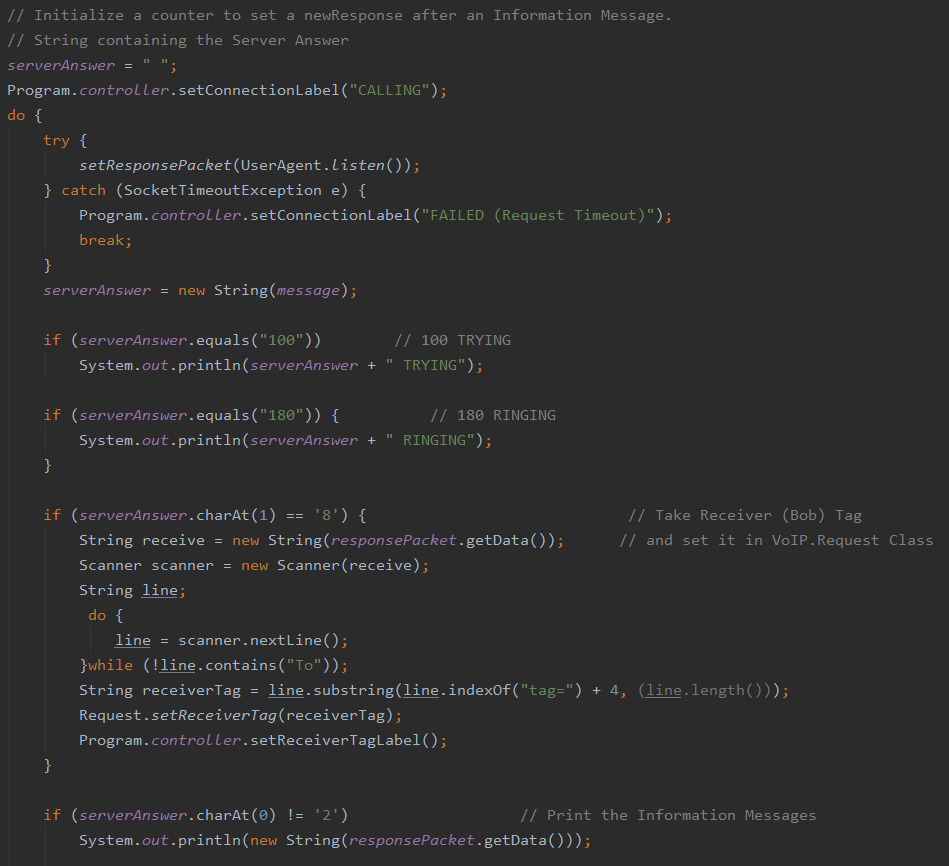 // Initialize a counter to set a newResponse after an Information Message.
// String containing the Server Answer
serverAnswer = " ";
Program.controller.setConnectionLabel("CALLING");
do {
    try {
        setResponsePacket(UserAgent.listen());
    } catch (SocketTimeoutException e) {
        Program.controller.setConnectionLabel("FAILED (Request Timeout)");
        break;
    }
    serverAnswer = new String(message);

    if (serverAnswer.equals("100"))        // 100 TRYING
        System.out.println(serverAnswer + " TRYING");

    if (serverAnswer.equals("180")) {          // 180 RINGING
        System.out.println(serverAnswer + " RINGING");
    }

    if (serverAnswer.charAt(1) == '8') {                             // Take Receiver (Bob) Tag
        String receive = new String(responsePacket.getData());      // and set it in VoIP.Request Class
        Scanner scanner = new Scanner(receive);
        String line;
         do {
            line = scanner.nextLine();
        }while (!line.contains("To"));
        String receiverTag = line.substring(line.indexOf("tag=") + 4, (line.length()));
        Request.setReceiverTag(receiverTag);
        Program.controller.setReceiverTagLabel();
    }

    if (serverAnswer.charAt(0) != '2')                   // Print the Information Messages
        System.out.println(new String(responsePacket.getData()));